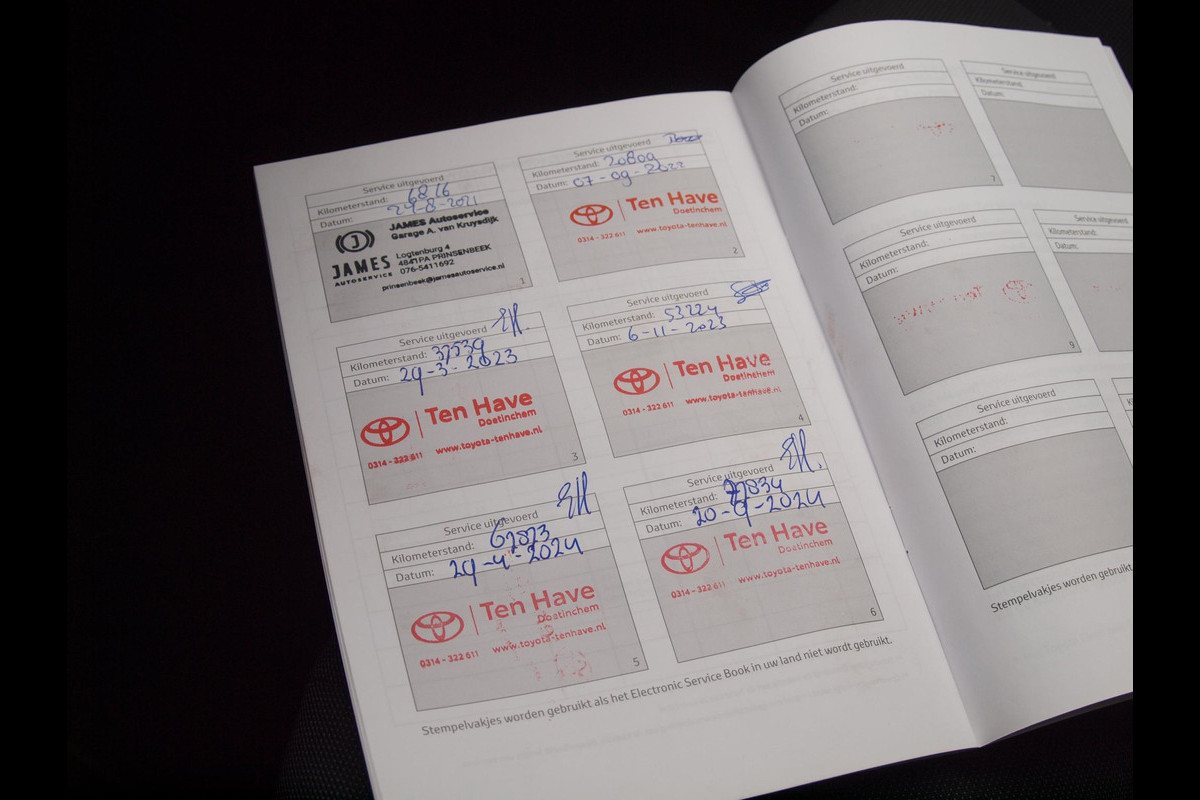 Service uitgevoerd
Kilometerstand: 6816
Datum: 24-8-2021
JAMES Autoservice
Garage A. van Kruysdijk
JAMES
AUTOSERVICE
Logtenburg 4
4841PA PRINSENBEEK
076-5411692
prinsenbeek@jamesautoservice.nl
1
Service uitgevoerd
Kilometerstand: 20809
Datum: 07-09-2022
Ten Have
Doetinchem
0314 - 322 611 www.toyota-tenhave.nl
2
Service uitgevoerd
Kilometerstand: 37539
Datum: 29-3-2023
Ten Have
Doetinchem
0314 - 322 611 www.toyota-tenhave.nl
3
Service uitgevoerd
Kilometerstand: 53224
Datum: 6-11-2023
Ten Have
Doetinchem
0314 - 322 611 www.toyota-tenhave.nl
4
Service uitgevoerd
Kilometerstand: 67873
Datum: 29-4-2024
Ten Have
Doetinchem
0314 - 322 611 www.toyota-tenhave.nl
5
Service uitgevoerd
Kilometerstand: 77834
Datum: 20-9-2024
Ten Have
Doetinchem
0314 - 322 611 www.toyota-tenhave.nl
6
Stempelvakjes worden gebruikt als het Electronic Service Book in uw land niet wordt gebruikt.
Service uitgevoerd
Kilometerstand:
Datum:
7
Service uitgevoerd
Kilometerstand:
Datum:
Service uitgevoerd
Kilometerstand:
Datum:
9
Service uitgevoerd
Kilometerstand:
Datum:
Service uitgevoerd
Kilometerstand:
Datum:
Stempelvakjes worden gebruikt